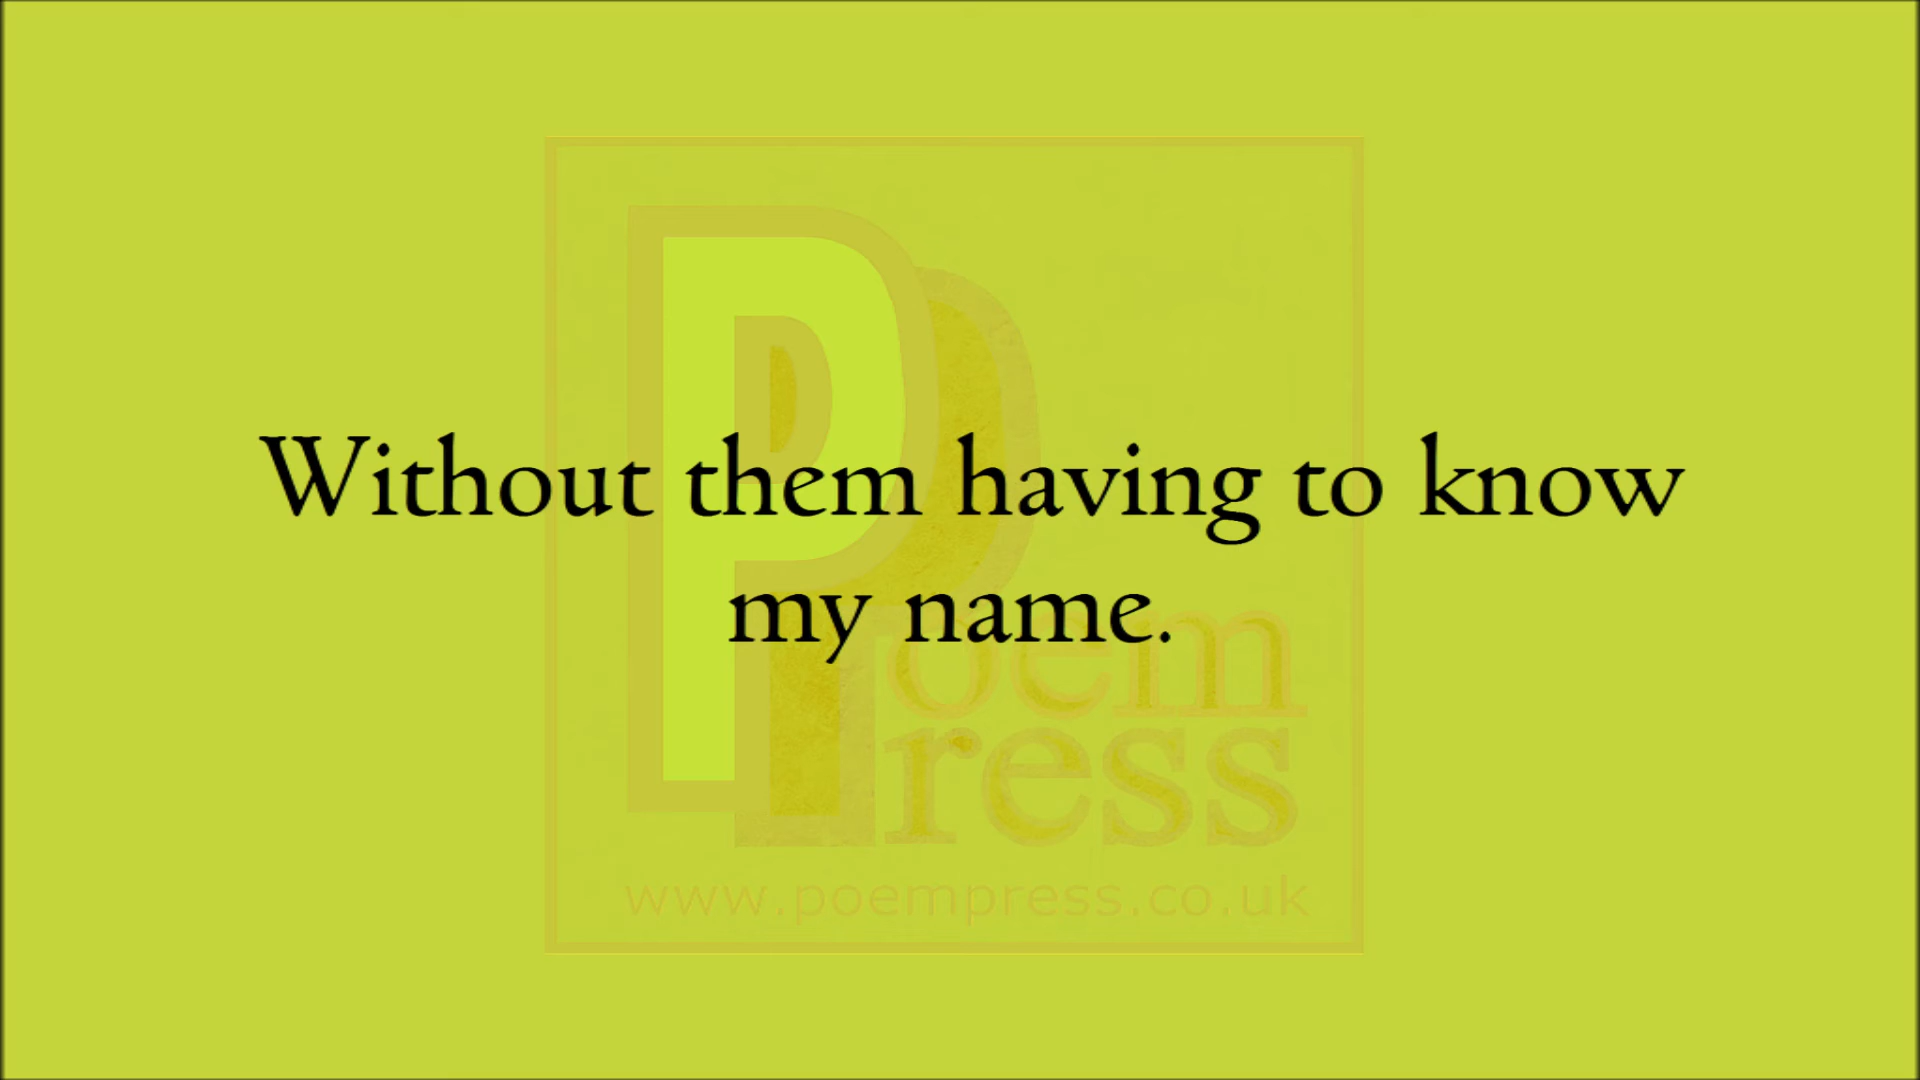 Without them having to know
my name.
Poem
Press
www.poempress.co.uk